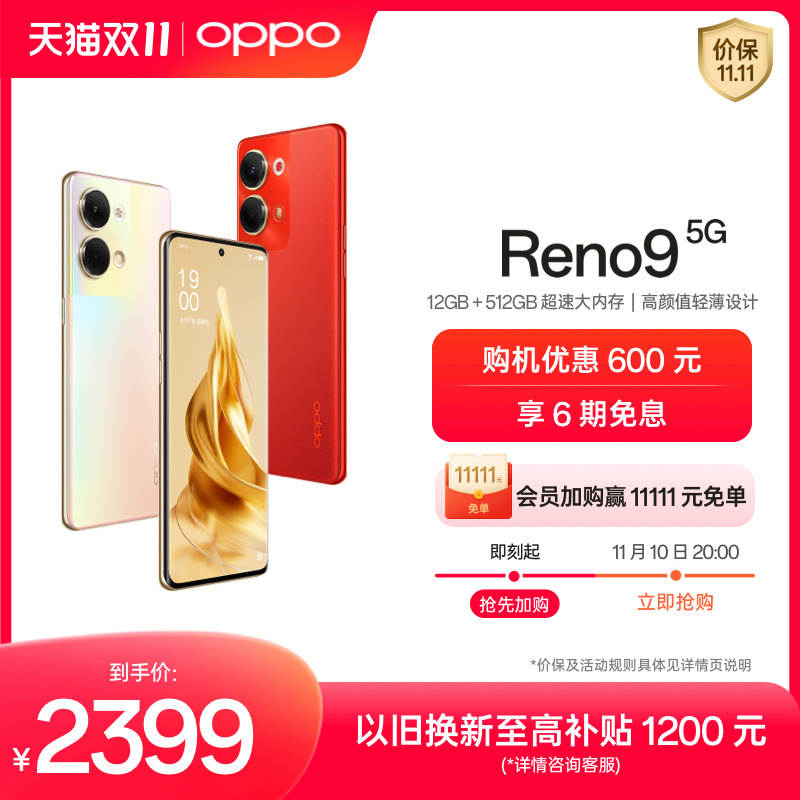 天猫双11 oppo
价保
11.11
19
00
oppo
oppo
Reno9 5G
12GB + 512GB 超速大内存 | 高颜值轻薄设计
购机优惠 600 元
享 6 期免息
11111元
免单
会员加购赢 11111 元免单
即刻起
11 月 10 日 20:00
抢先加购
立即抢购
*价保及活动规则具体见详情页说明
到手价:
¥2399
以旧换新至高补贴 1200 元
(*详情咨询客服)